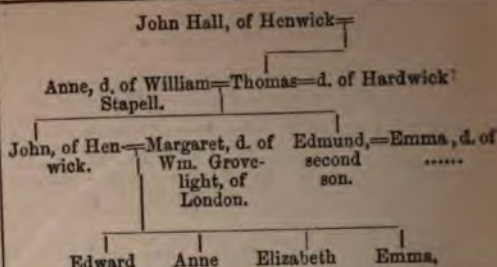 John Hall, of Henwick
Anne, d. of William Thomas d. of Hardwick
Stapell.
John, of Hen- Margaret, d. of Edmund, Emma, d. of
wick. Wm. Grove- second ......
light, of son.
London.
Edward Anne Elizabeth Emma,